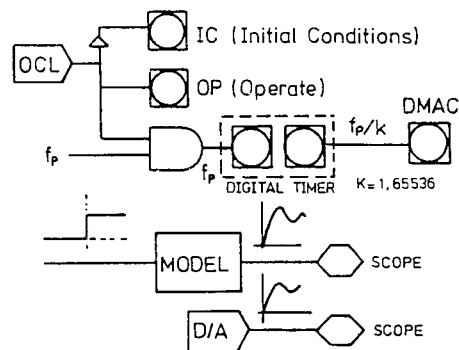 IC (Initial Conditions)
OCL
OP (Operate)
DMAC
fP/k
fP
fP
DIGITAL TIMER
K=1,65536
MODEL
SCOPE
D/A
SCOPE